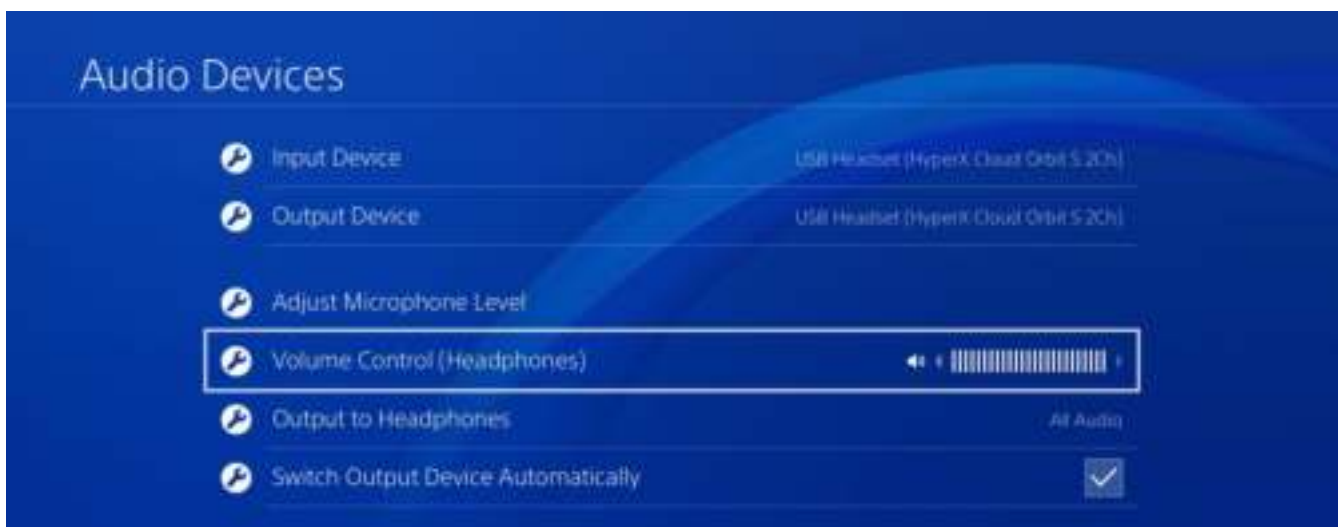 Audio Devices
Input Device
USB Headset (HyperX Cloud Orbit S 2Ch)
Output Device
USB Headset (HyperX Cloud Orbit S 2Ch)
Adjust Microphone Level
Volume Control (Headphones)
Output to Headphones
All Audio
Switch Output Device Automatically